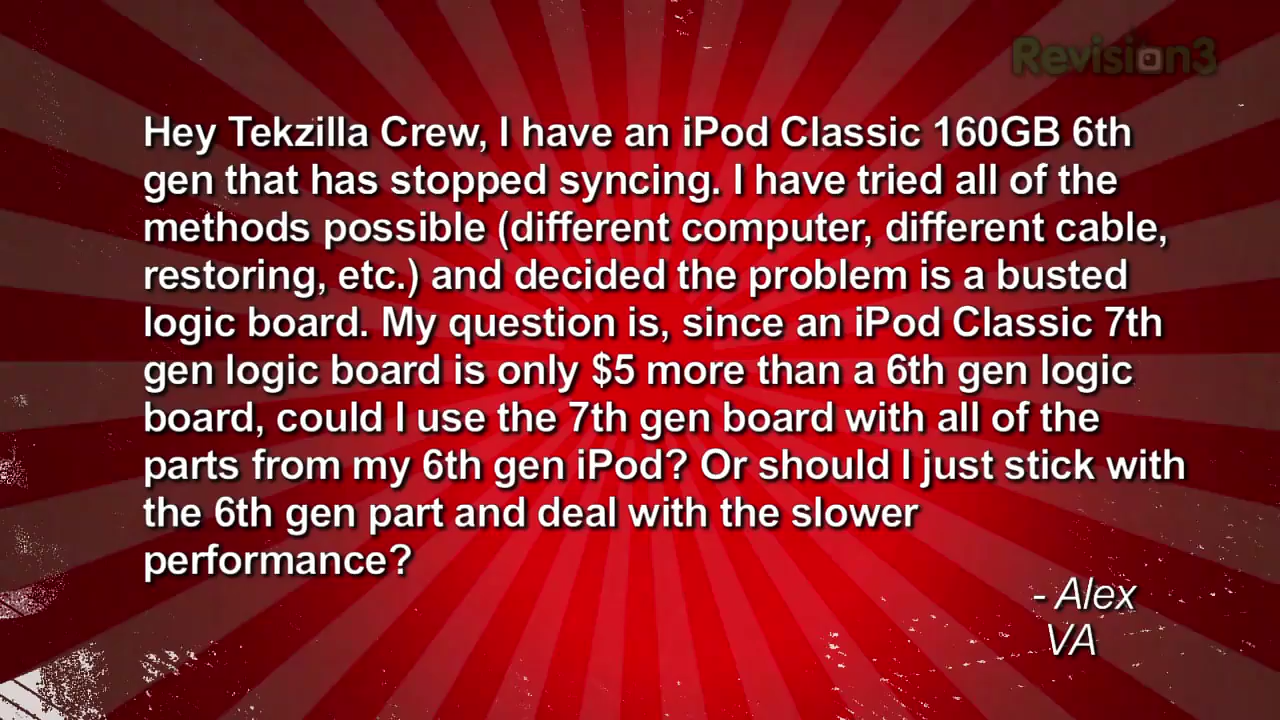 Revision3
Hey Tekzilla Crew, I have an iPod Classic 160GB 6th
gen that has stopped syncing. I have tried all of the
methods possible (different computer, different cable,
restoring, etc.) and decided the problem is a busted
logic board. My question is, since an iPod Classic 7th
gen logic board is only $5 more than a 6th gen logic
board, could I use the 7th gen board with all of the
parts from my 6th gen iPod? Or should I just stick with
the 6th gen part and deal with the slower
performance?
- Alex
VA